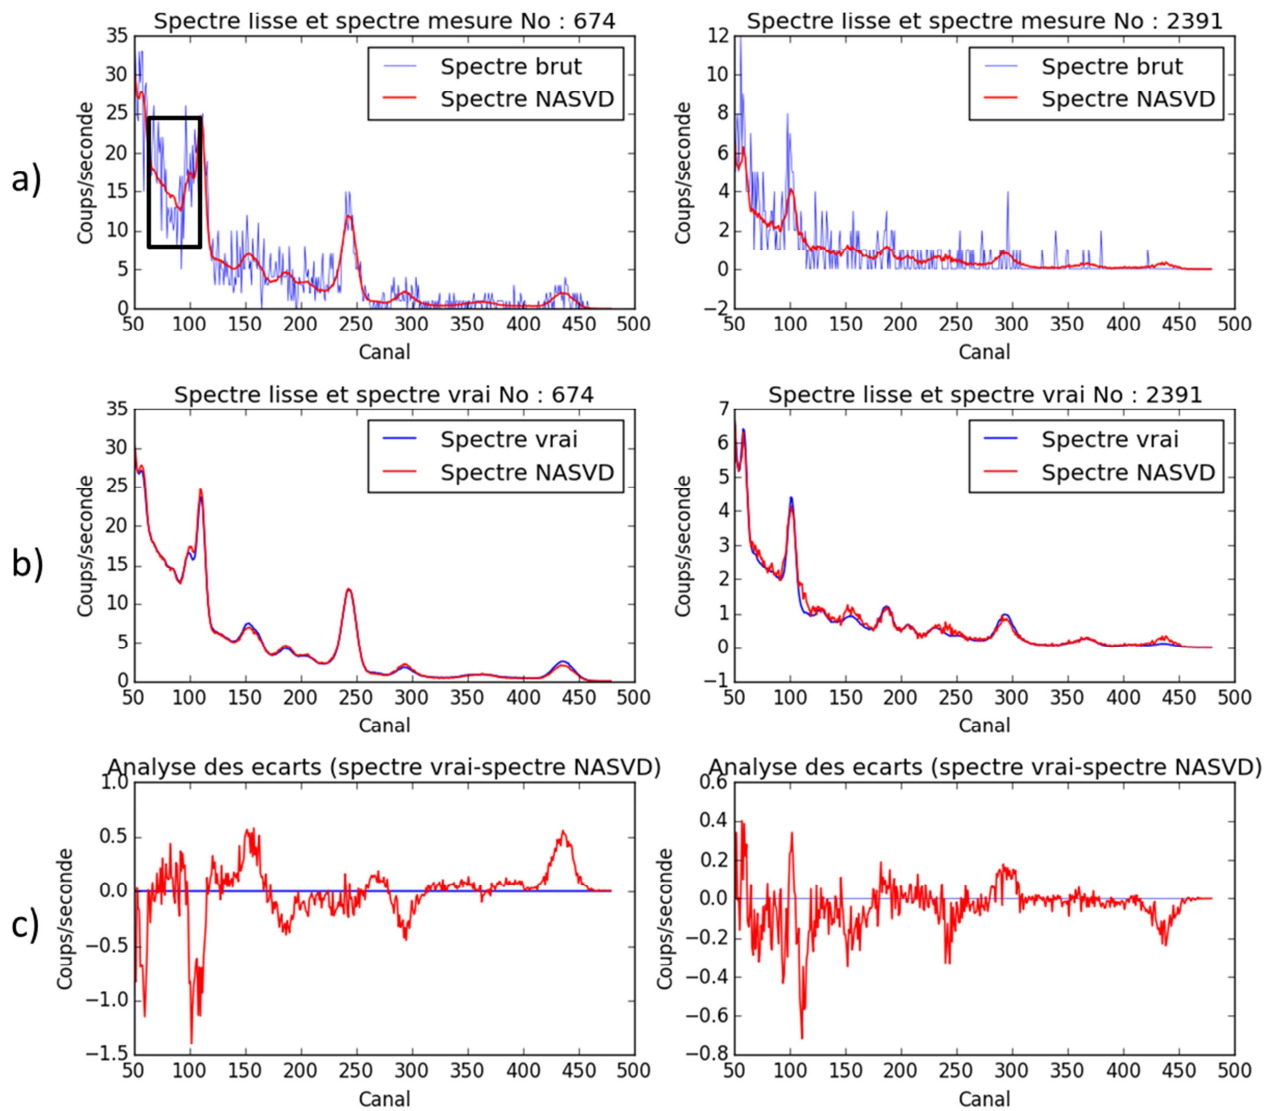 a)
Spectre lisse et spectre mesure No : 674
Coups/seconde
35
30
25
20
15
10
5
0
50 100 150 200 250 300 350 400 450 500
Canal
Spectre brut
Spectre NASVD
Spectre lisse et spectre mesure No : 2391
Coups/seconde
12
10
8
6
4
2
0
−2
50 100 150 200 250 300 350 400 450 500
Canal
Spectre brut
Spectre NASVD
b)
Spectre lisse et spectre vrai No : 674
Coups/seconde
35
30
25
20
15
10
5
0
50 100 150 200 250 300 350 400 450 500
Canal
Spectre vrai
Spectre NASVD
Spectre lisse et spectre vrai No : 2391
Coups/seconde
7
6
5
4
3
2
1
0
−1
50 100 150 200 250 300 350 400 450 500
Canal
Spectre vrai
Spectre NASVD
c)
Analyse des ecarts (spectre vrai-spectre NASVD)
Coups/seconde
1.0
0.5
0.0
−0.5
−1.0
−1.5
50 100 150 200 250 300 350 400 450 500
Canal
Analyse des ecarts (spectre vrai-spectre NASVD)
Coups/seconde
0.6
0.4
0.2
0.0
−0.2
−0.4
−0.6
−0.8
50 100 150 200 250 300 350 400 450 500
Canal